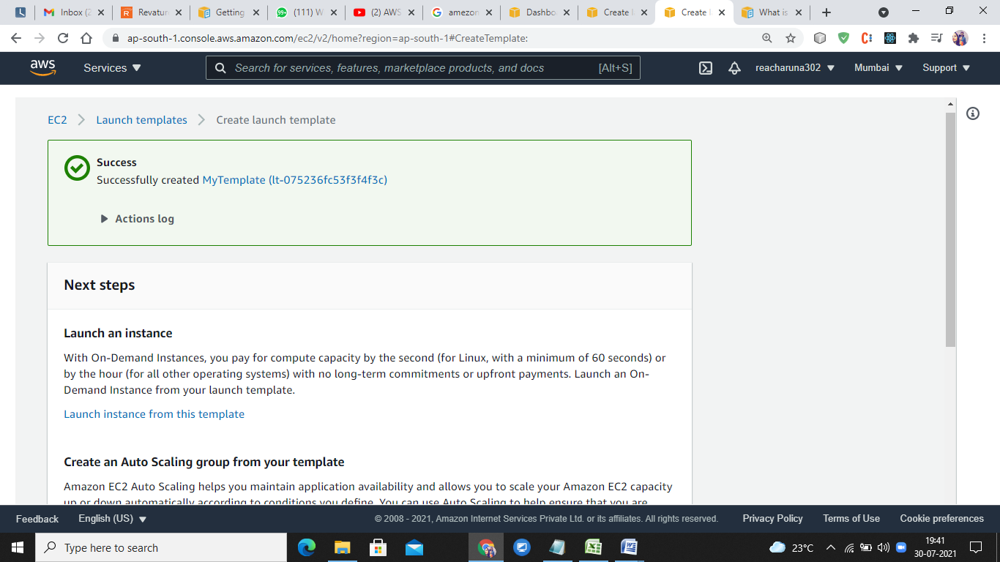 Inbox (2
Revatur
Getting
99+
(111) W
(2) AWS
amezon
Dashbo
Create l
Create l
What is
ap-south-1.console.aws.amazon.com/ec2/v2/home?region=ap-south-1#CreateTemplate:
aws
Services
Search for services, features, marketplace products, and docs
[Alt+S]
reacharuna302
Mumbai
Support
EC2
Launch templates
Create launch template
Success
Successfully created MyTemplate (lt-075236fc53f3f4f3c)
Actions log
Next steps
Launch an instance
With On-Demand Instances, you pay for compute capacity by the second (for Linux, with a minimum of 60 seconds) or
by the hour (for all other operating systems) with no long-term commitments or upfront payments. Launch an On-
Demand Instance from your launch template.
Launch instance from this template
Create an Auto Scaling group from your template
Amazon EC2 Auto Scaling helps you maintain application availability and allows you to scale your Amazon EC2 capacity
up or down automatically according to conditions you define. You can use Auto Scaling to help ensure that you are
Feedback
English (US)
© 2008 - 2021, Amazon Internet Services Private Ltd. or its affiliates. All rights reserved.
Privacy Policy
Terms of Use
Cookie preferences
Type here to search
23°C
19:41
30-07-2021